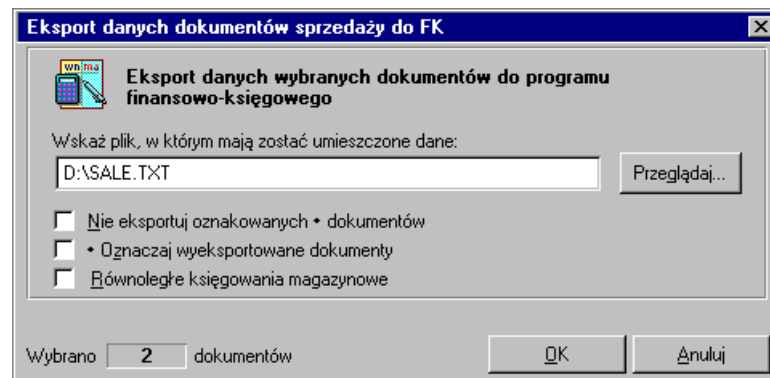 Eksport danych dokumentów sprzedaży do FK
wn ma
Eksport danych wybranych dokumentów do programu
finansowo-księgowego
Wskaż plik, w którym mają zostać umieszczone dane:
D:\SALE.TXT
Przeglądaj...
Nie eksportuj oznakowanych • dokumentów
• Oznaczaj wyeksportowane dokumenty
Równoległe księgowania magazynowe
Wybrano 2 dokumentów
OK
Anuluj